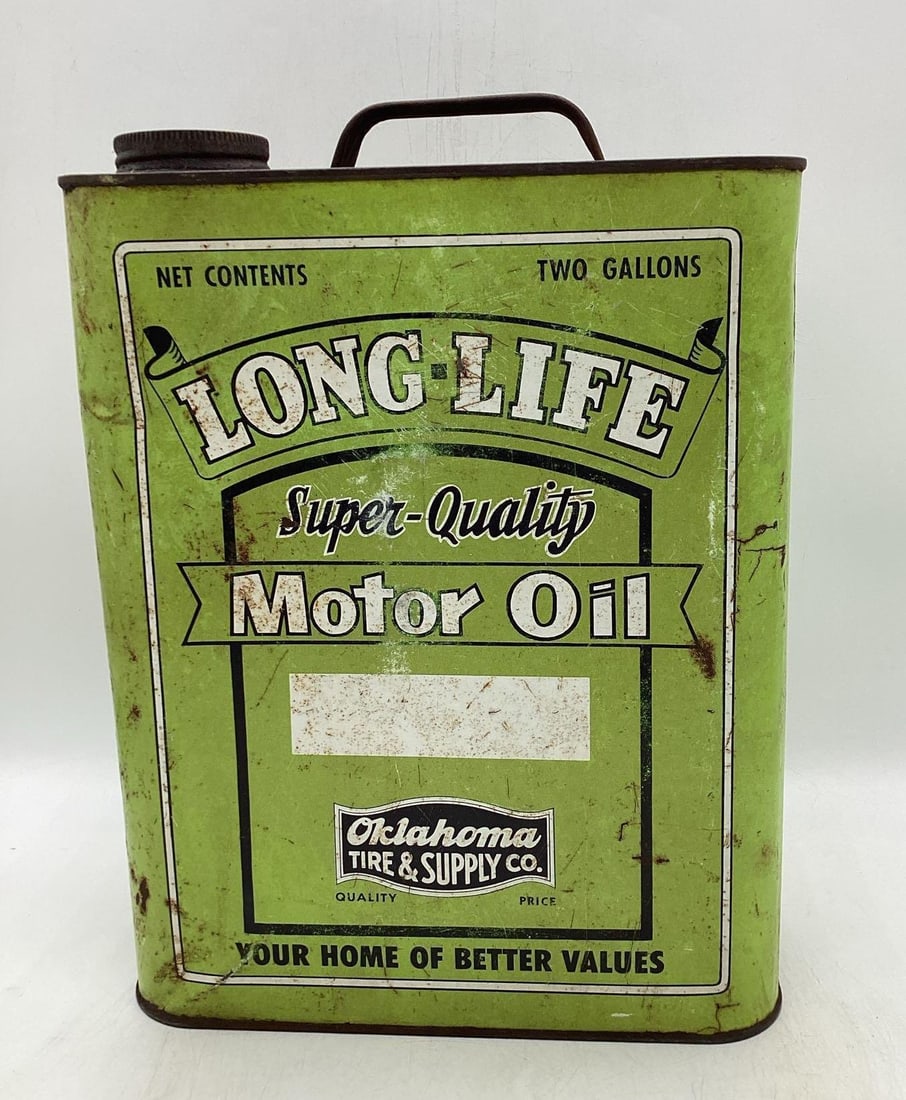 NET CONTENTS TWO GALLONS
LONG-LIFE
Super-Quality
Motor Oil
Oklahoma
TIRE & SUPPLY CO.
QUALITY PRICE
YOUR HOME OF BETTER VALUES